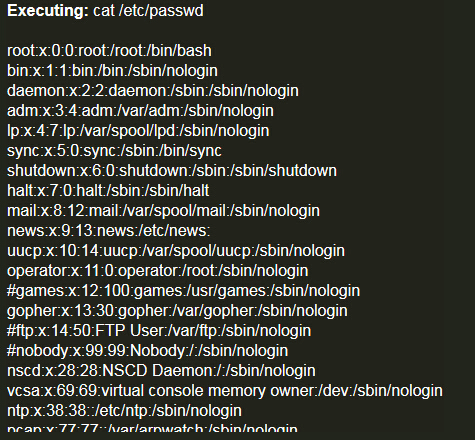 Executing: cat /etc/passwd
root:x:0:0:root:/root:/bin/bash
bin:x:1:1:bin:/bin:/sbin/nologin
daemon:x:2:2:daemon:/sbin:/sbin/nologin
adm:x:3:4:adm:/var/adm:/sbin/nologin
lp:x:4:7:lp:/var/spool/lpd:/sbin/nologin
sync:x:5:0:sync:/sbin:/bin/sync
shutdown:x:6:0:shutdown:/sbin:/sbin/shutdown
halt:x:7:0:halt:/sbin:/sbin/halt
mail:x:8:12:mail:/var/spool/mail:/sbin/nologin
news:x:9:13:news:/etc/news:
uucp:x:10:14:uucp:/var/spool/uucp:/sbin/nologin
operator:x:11:0:operator:/root:/sbin/nologin
#games:x:12:100:games:/usr/games:/sbin/nologin
gopher:x:13:30:gopher:/var/gopher:/sbin/nologin
#ftp:x:14:50:FTP User:/var/ftp:/sbin/nologin
#nobody:x:99:99:Nobody:/:/sbin/nologin
nscd:x:28:28:NSCD Daemon:/:/sbin/nologin
vcsa:x:69:69:virtual console memory owner:/dev:/sbin/nologin
ntp:x:38:38::/etc/ntp:/sbin/nologin
pcap:x:77:77::/var/arpwatch:/sbin/nologin